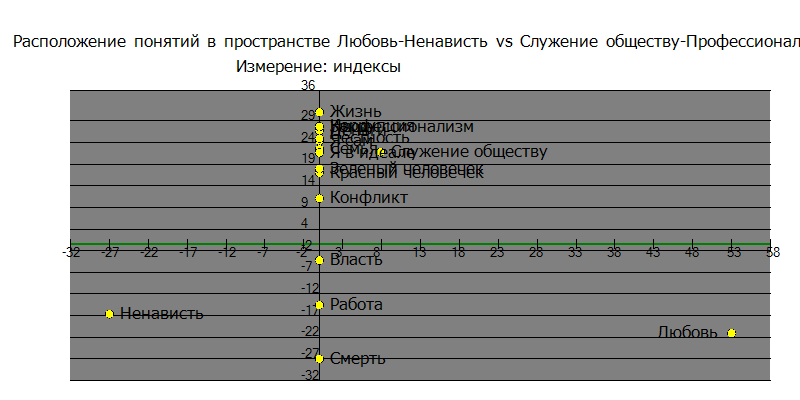 Расположение понятий в пространстве Любовь-Ненависть vs Служение обществу-Профессионал
Измерение: индексы
36
Жизнь
29
24
Семья
19
Я в идеале
Служение обществу
Зеленый человечек
Красный человечек
14
Конфликт
9
4
-32 -27 -22 -17 -12 -7 -2 3 8 13 18 23 28 33 38 43 48 53 58
Власть
-7
-12
Работа
-17
Ненависть
-22
Любовь
-27
Смерть
-32